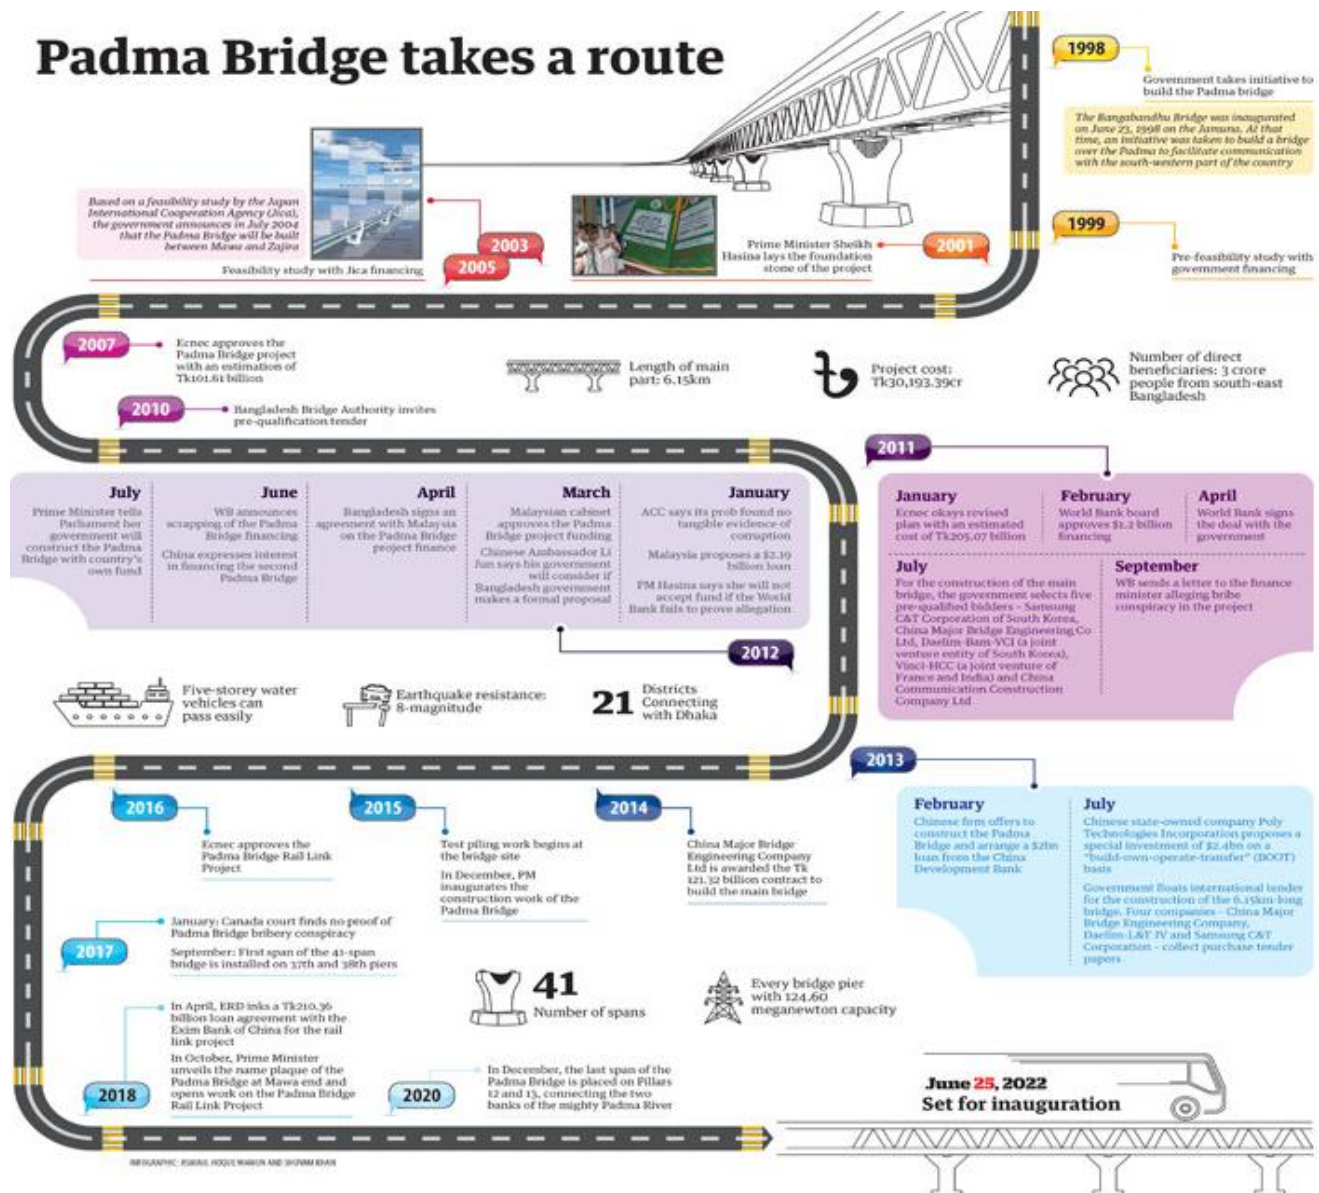 Padma Bridge takes a route
1998
Government takes initiative to
build the Padma bridge
The Bangabandhu Bridge was inaugurated
on June 23, 1998 on the Jamuna. At that
time, an initiative was taken to build a bridge
over the Padma to facilitate communication
with the south-western part of the country
1999
Pre-feasibility study with
government financing
2001
Prime Minister Sheikh
Hasina lays the foundation
stone of the project
2003
2005
Based on a feasibility study by the Japan
International Cooperation Agency (Jica),
the government announces in July 2004
that the Padma Bridge will be built
between Mawa and Zajira
Feasibility study with Jica financing
2007
Ecnec approves the
Padma Bridge project
with an estimation of
Tk101.61 billion
Length of main
part: 6.15km
Project cost:
Tk30,193.39cr
Number of direct
beneficiaries: 3 crore
people from south-east
Bangladesh
2010
Bangladesh Bridge Authority invites
pre-qualification tender
2011
January
Ecnec okays revised
plan with an estimated
cost of Tk205.07 billion
February
World Bank board
approves $1.2 billion
financing
April
World Bank signs
the deal with the
government
July
For the construction of the main
bridge, the government selects five
pre-qualified bidders - Samsung
C&T Corporation of South Korea,
China Major Bridge Engineering Co
Ltd, Daelim-Bam-VCI (a joint
venture entity of South Korea),
Vinci-HCC (a joint venture of
France and India) and China
Communication Construction
Company Ltd
September
WB sends a letter to the finance
minister alleging bribe
conspiracy in the project
2012
January
ACC says its prob found no
tangible evidence of
corruption
Malaysia proposes a $2.19
billion loan
PM Hasina says she will not
accept fund if the World
Bank fails to prove allegation
March
Malaysian cabinet
approves the Padma
Bridge project funding
Chinese Ambassador Li
Jun says his government
will consider if
Bangladesh government
makes a formal proposal
April
Bangladesh signs an
agreement with Malaysia
on the Padma Bridge
project finance
June
WB announces
scrapping of the Padma
Bridge financing
China expresses interest
in financing the second
Padma Bridge
July
Prime Minister tells
Parliament her
government will
construct the Padma
Bridge with country's
own fund
Five-storey water
vehicles can
pass easily
Earthquake resistance:
8-magnitude
21
Districts
Connecting
with Dhaka
2013
February
Chinese firm offers to
construct the Padma
Bridge and arrange a $2bn
loan from the China
Development Bank
July
Chinese state-owned company Poly
Technologies Incorporation proposes a
special investment of $2.4bn on a
"build-own-operate-transfer" (BOOT)
basis
Government floats international tender
for the construction of the 6.15km-long
bridge. Four companies - China Major
Bridge Engineering Company,
Daelim-L&T JV and Samsung C&T
Corporation - collect purchase tender
papers
2014
China Major Bridge
Engineering Company
Ltd is awarded the Tk
121.32 billion contract to
build the main bridge
2015
Test piling work begins at
the bridge site
In December, PM
inaugurates the
construction work of the
Padma Bridge
2016
Ecnec approves the
Padma Bridge Rail Link
Project
2017
January: Canada court finds no proof of
Padma Bridge bribery conspiracy
September: First span of the 41-span
bridge is installed on 37th and 38th piers
41
Number of spans
Every bridge pier
with 124.60
meganewton capacity
2018
In April, ERD inks a Tk210.36
billion loan agreement with the
Exim Bank of China for the rail
link project
In October, Prime Minister
unveils the name plaque of the
Padma Bridge at Mawa end and
opens work on the Padma Bridge
Rail Link Project
2020
In December, the last span of the
Padma Bridge is placed on Pillars
12 and 13, connecting the two
banks of the mighty Padma River
June 25, 2022
Set for inauguration
INFOGRAPHIC: HOQUE MAMUN AND KHAN